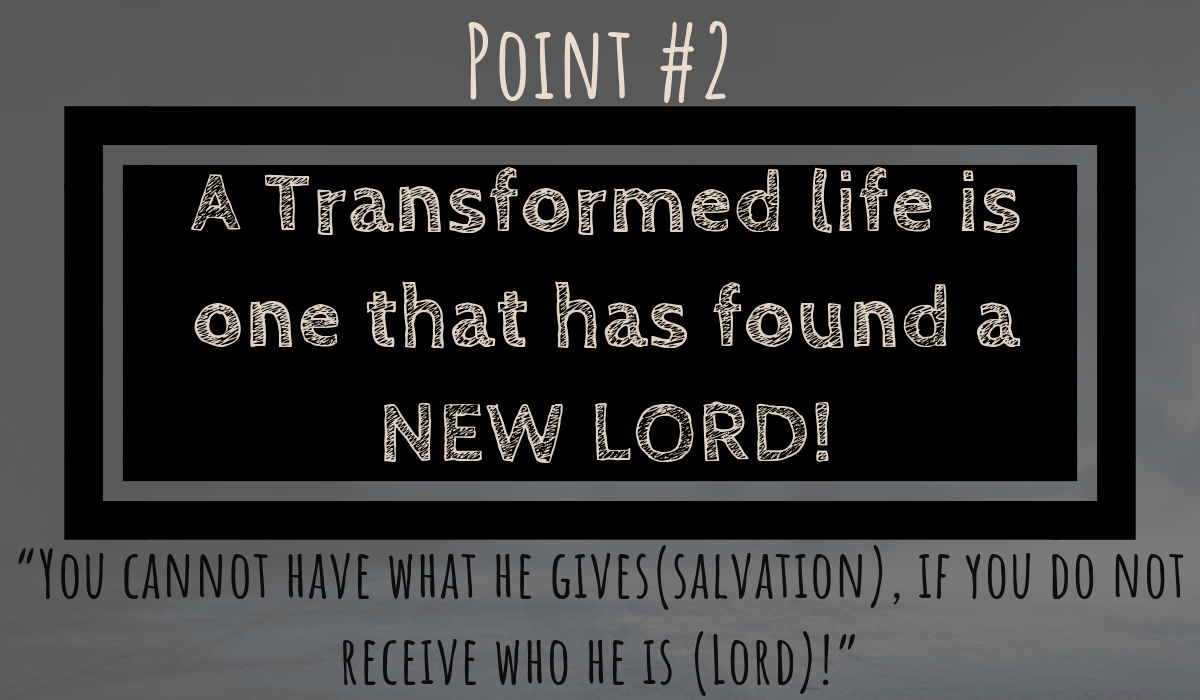 Point #2
A Transformed life is
one that has found a
NEW LORD!
"You cannot have what he gives(salvation), if you do not
receive who he is (Lord)!"